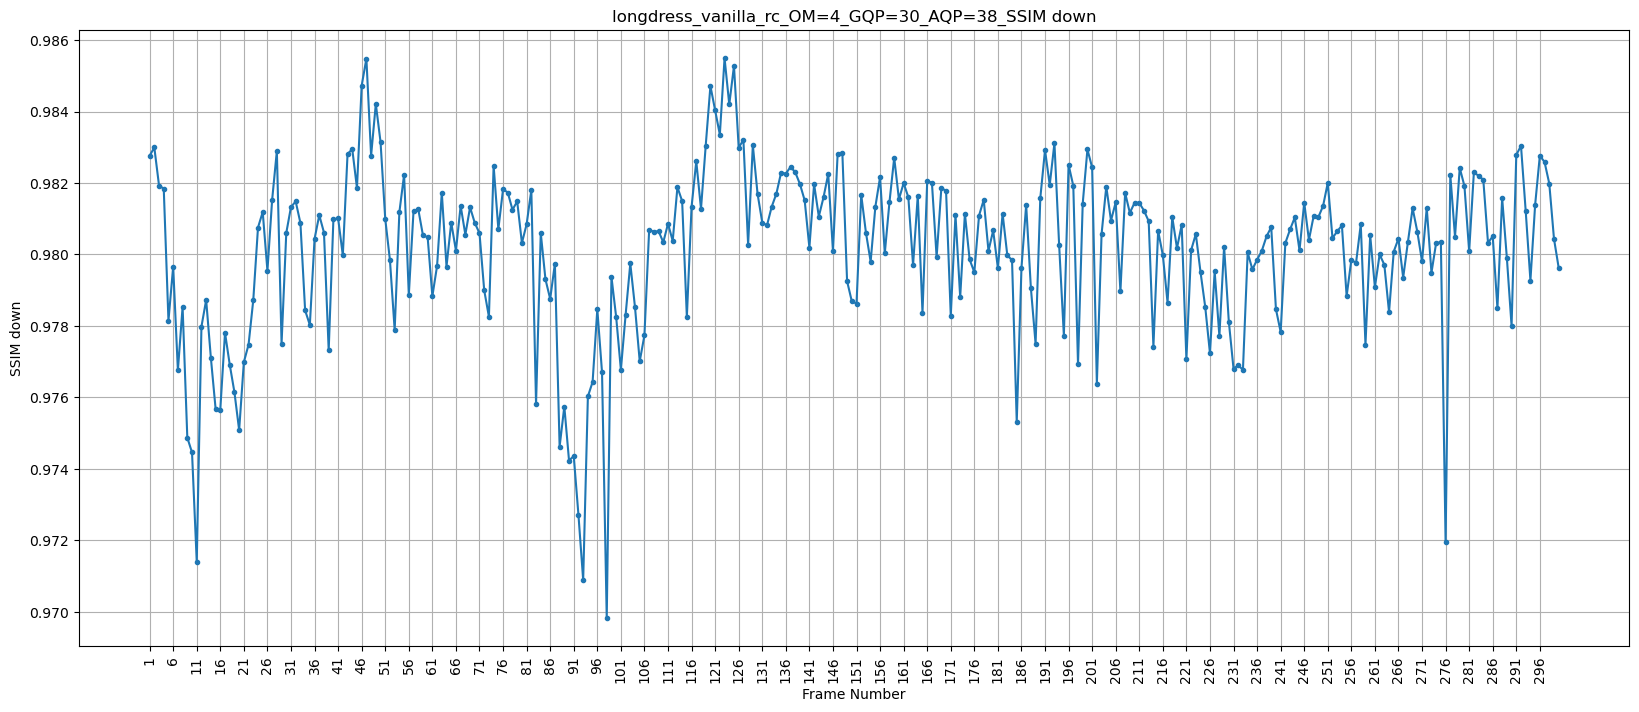 longdress_vanilla_rc_OM=4_GQP=30_AQP=38_SSIM down
0.986
0.984
0.982
0.980
0.978
0.976
0.974
0.972
0.970
SSIM down
1 6 11 16 21 26 31 36 41 46 51 56 61 66 71 76 81 86 91 96 101 106 111 116 121 126 131 136 141 146 151 156 161 166 171 176 181 186 191 196 201 206 211 216 221 226 231 236 241 246 251 256 261 266 271 276 281 286 291 296
Frame Number